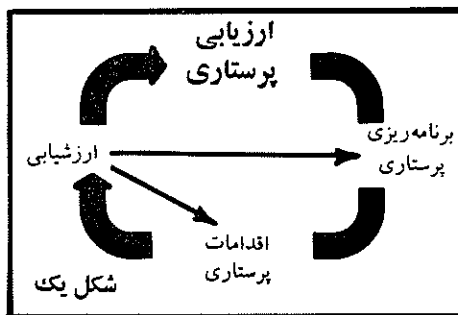 ارزیابی
پرستاری
برنامه‌ریزی
پرستاری
ارزشیابی
اقدامات
پرستاری
شکل یک